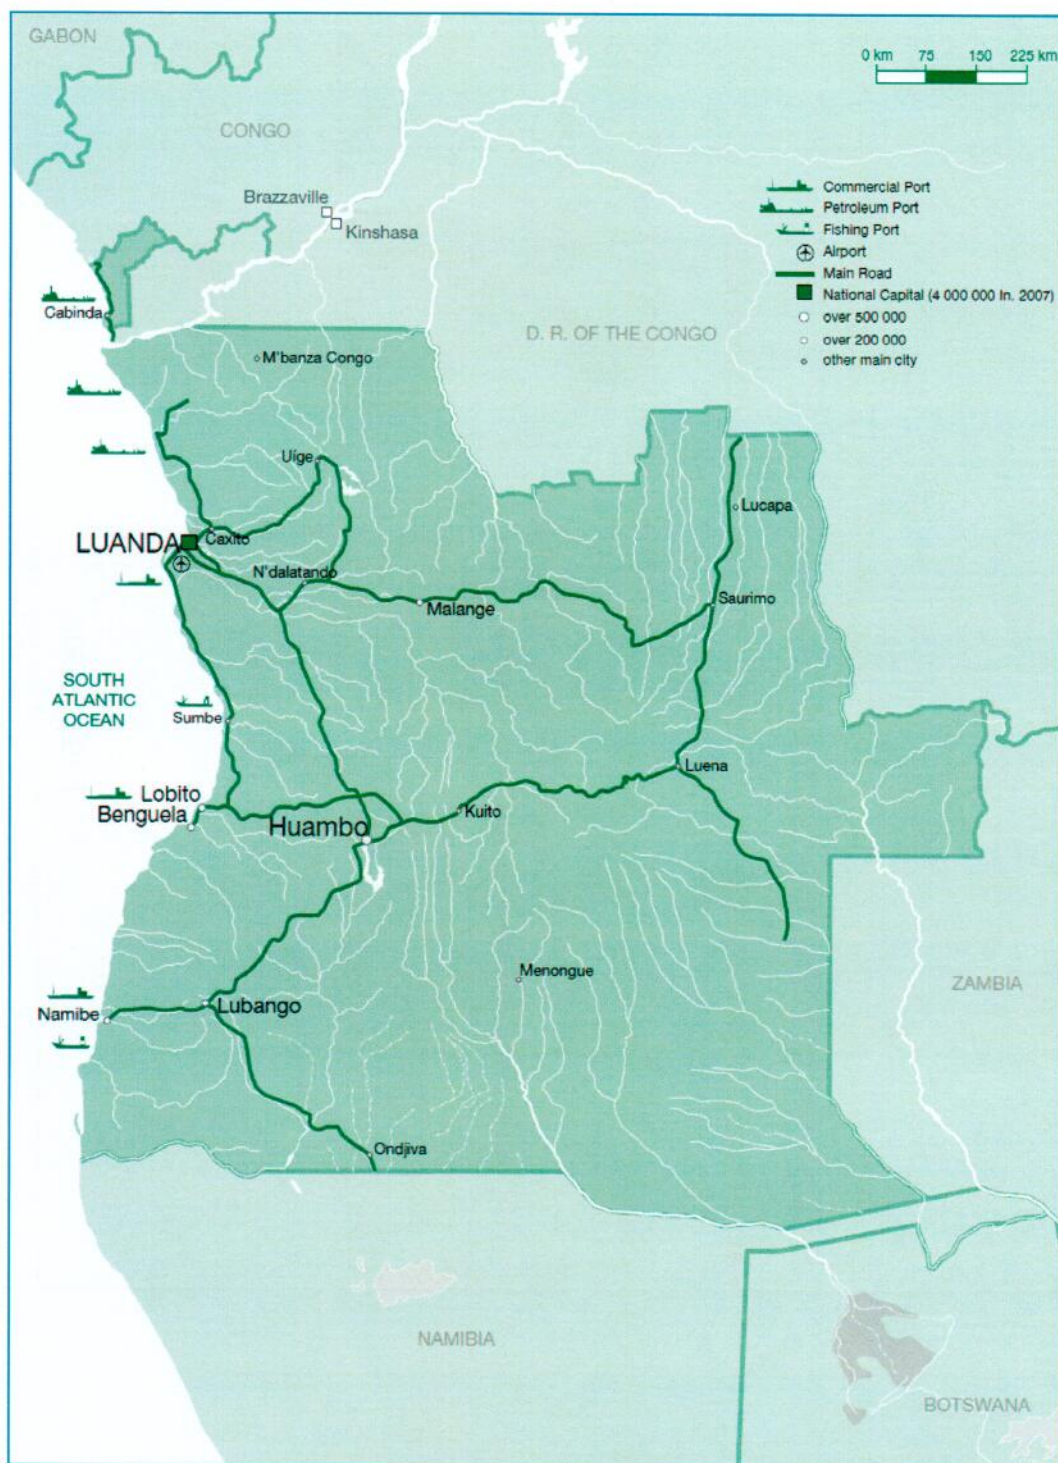 GABON
0 km 75 150 225 km
CONGO
Commercial Port
Petroleum Port
Fishing Port
Airport
Main Road
National Capital (4 000 000 In. 2007)
over 500 000
over 200 000
other main city
Brazzaville
Kinshasa
Cabinda
D. R. OF THE CONGO
M'banza Congo
Uíge
Lucapa
LUANDA
Caxito
N'dalatando
Malange
Saurimo
SOUTH
ATLANTIC
OCEAN
Sumbe
Luena
Lobito
Benguela
Kuito
Huambo
Menongue
ZAMBIA
Namibe
Lubango
Ondjiva
NAMIBIA
BOTSWANA